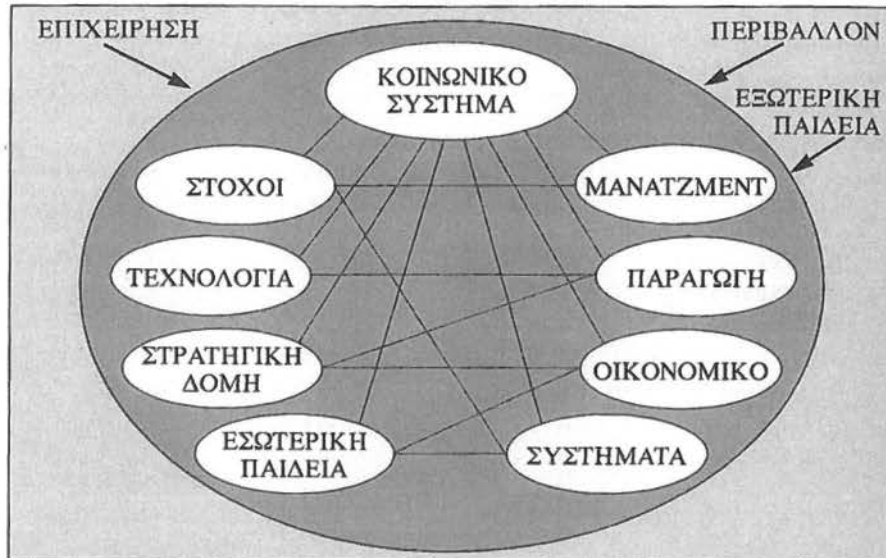 ΕΠΙΧΕΙΡΗΣΗ
ΠΕΡΙΒΑΛΛΟΝ
ΚΟΙΝΩΝΙΚΟ
ΣΥΣΤΗΜΑ
ΕΞΩΤΕΡΙΚΗ
ΠΑΙΔΕΙΑ
ΣΤΟΧΟΙ
ΜΑΝΑΤΖΜΕΝΤ
ΤΕΧΝΟΛΟΓΙΑ
ΠΑΡΑΓΩΓΗ
ΣΤΡΑΤΗΓΙΚΗ
ΔΟΜΗ
ΟΙΚΟΝΟΜΙΚΟ
ΕΣΩΤΕΡΙΚΗ
ΠΑΙΔΕΙΑ
ΣΥΣΤΗΜΑΤΑ